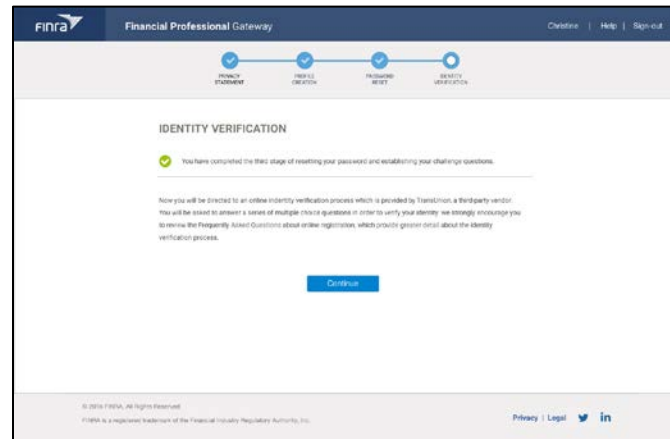 FINra
Financial Professional Gateway
Christine | Help | Sign-out
PRIVACY STATEMENT
PROFILE CREATION
PASSWORD RESET
IDENTITY VERIFICATION
IDENTITY VERIFICATION
You have completed the third stage of resetting your password and establishing your challenge questions.
Now you will be directed to an online indentity verification process which is provided by TransUnion, a third-party vendor.
You will be asked to answer a series of multiple choice questions in order to verify your identity. we strongly encourage you
to review the Frequently Asked Questions about online registration, which provide greater detail about the identity
verification process.
Continue
© 2016 FINRA, All Rights Reserved
FINRA is a registered trademark of the Financial Industry Regulatory Authority, Inc.
Privacy | Legal